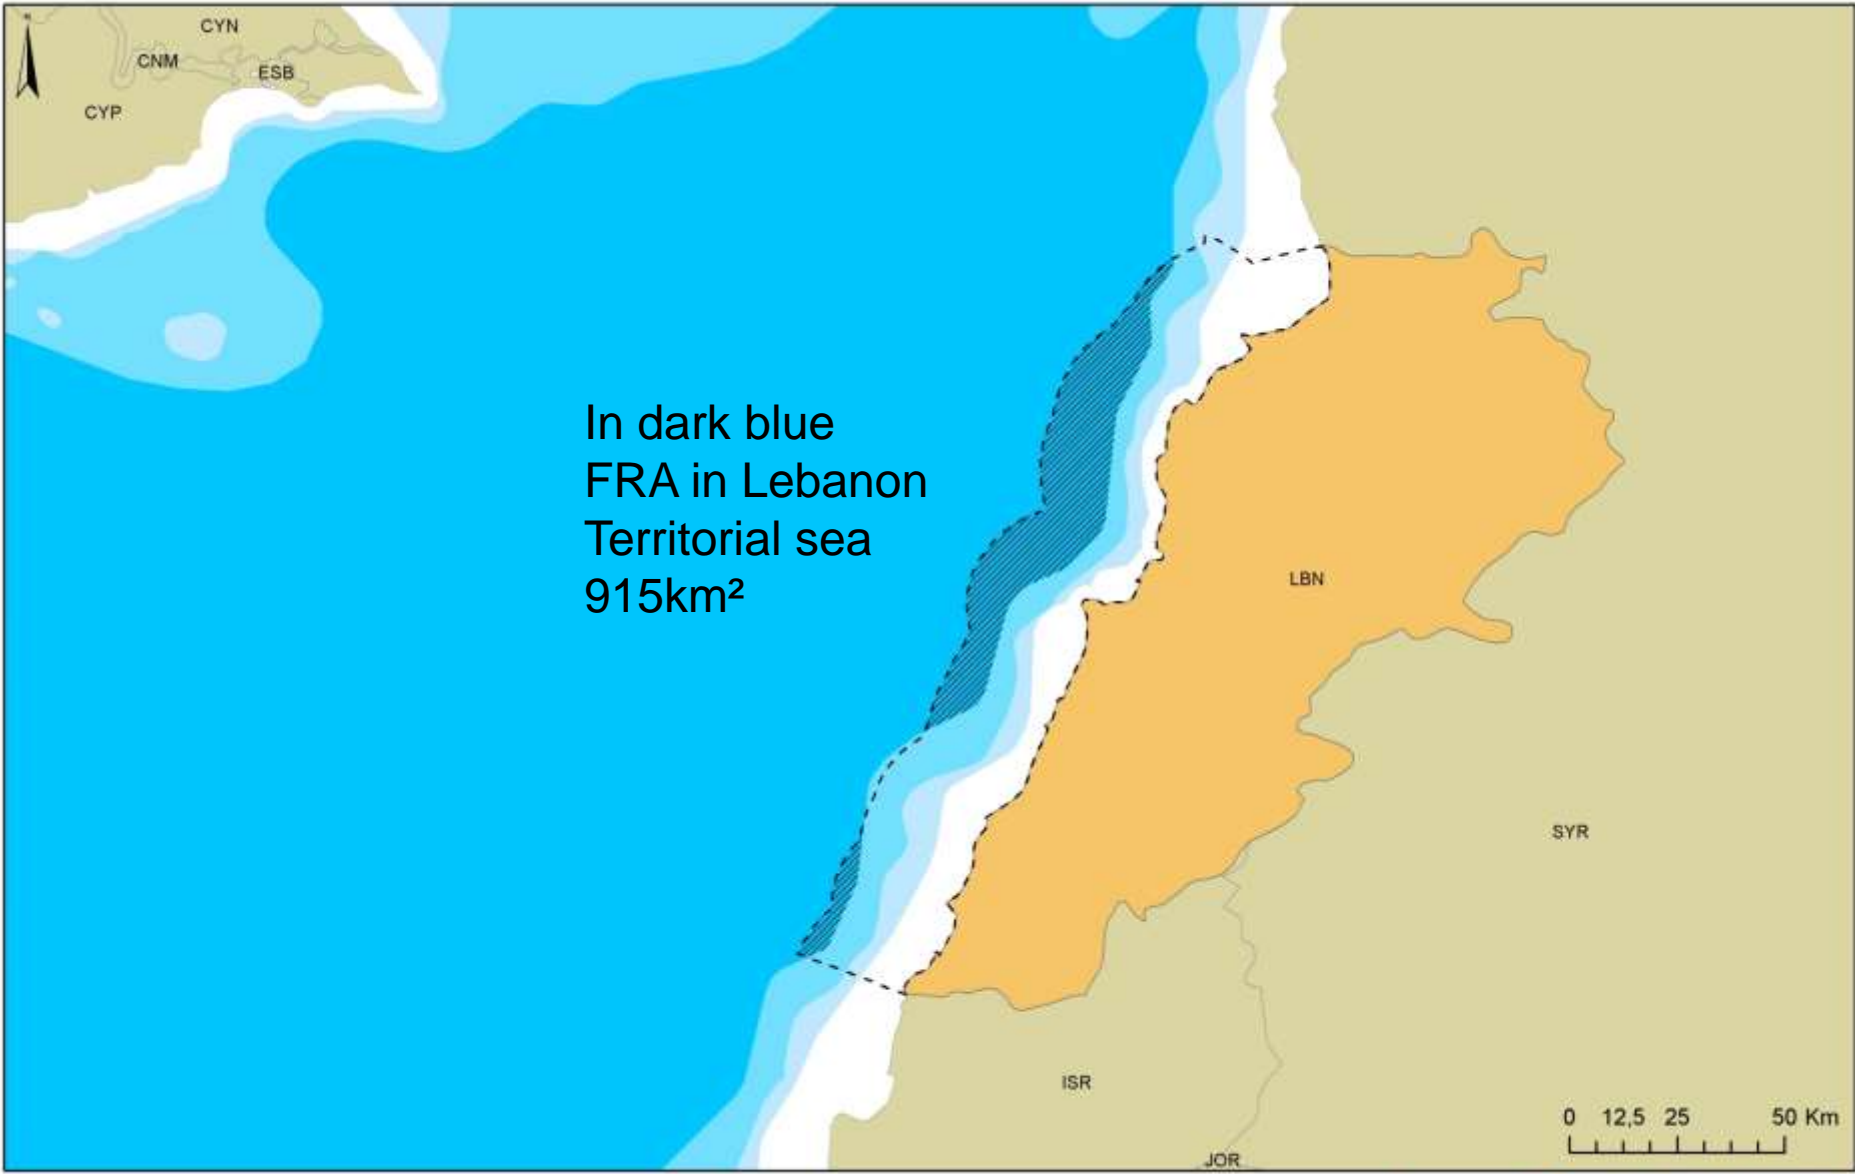 CYN
CNM
ESB
CYP
In dark blue
FRA in Lebanon
Territorial sea
915km²
LBN
SYR
ISR
JOR
0 12,5 25 50 Km